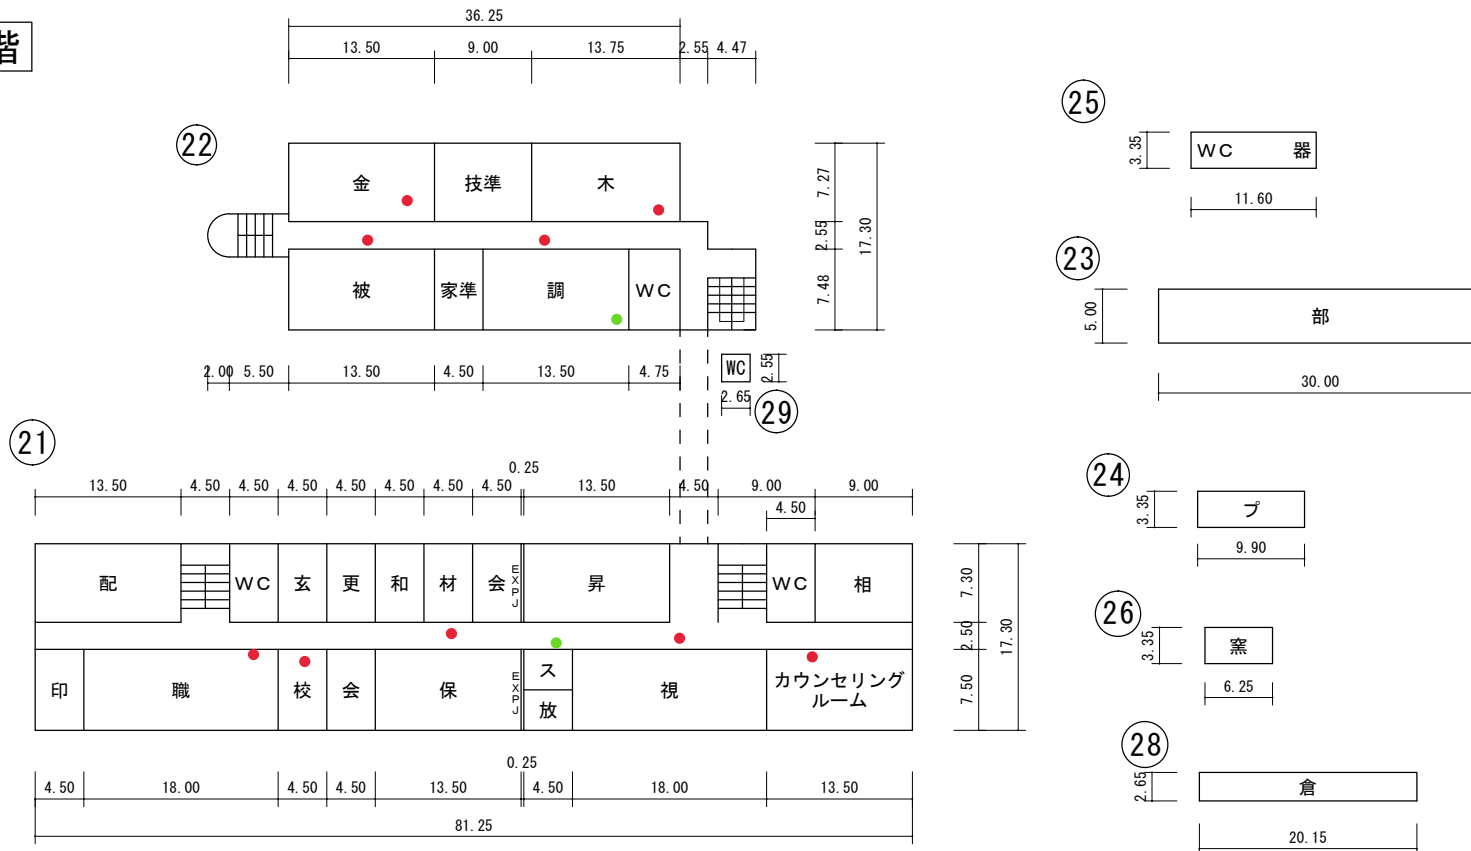 階
36.25
13.50 9.00 13.75 2.55 4.47
22
金 技準 木
7.27
2.55
17.30
7.48
被 家準 調 WC
2.00 5.50 13.50 4.50 13.50 4.75
WC
2.55
2.65
29
21
0.25
13.50 4.50 4.50 4.50 4.50 4.50 4.50 4.50 13.50 4.50 9.00 9.00
4.50
配 WC 玄 更 和 材 会 EXPJ 昇 WC 相
7.30
2.50
17.30
7.50
印 職 校 会 保 EXPJ ス 放 視 カウンセリング
ルーム
0.25
4.50 18.00 4.50 4.50 13.50 4.50 18.00 13.50
81.25
25
3.35
WC 器
11.60
23
5.00
部
30.00
24
3.35
プ
9.90
26
3.35
窯
6.25
28
2.65
倉
20.15